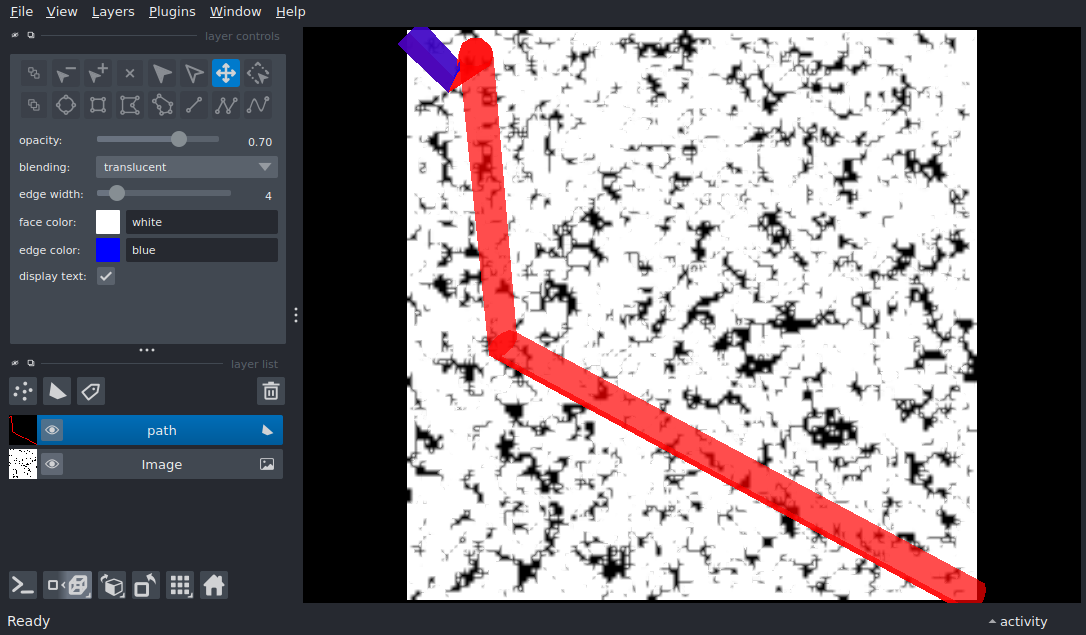 File View Layers Plugins Window Help
layer controls
opacity: 0.70
blending: translucent
edge width: 4
face color: white
edge color: blue
display text:
layer list
path
Image
Ready
activity